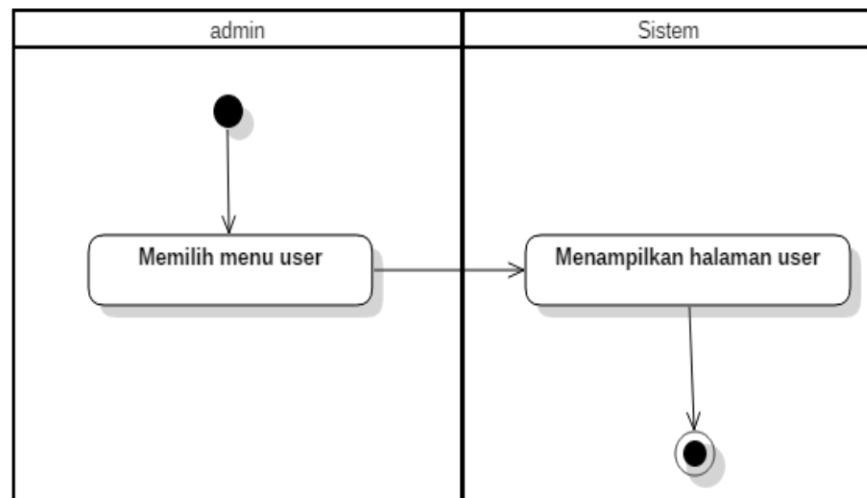 admin
Sistem
Memilih menu user
Menampilkan halaman user